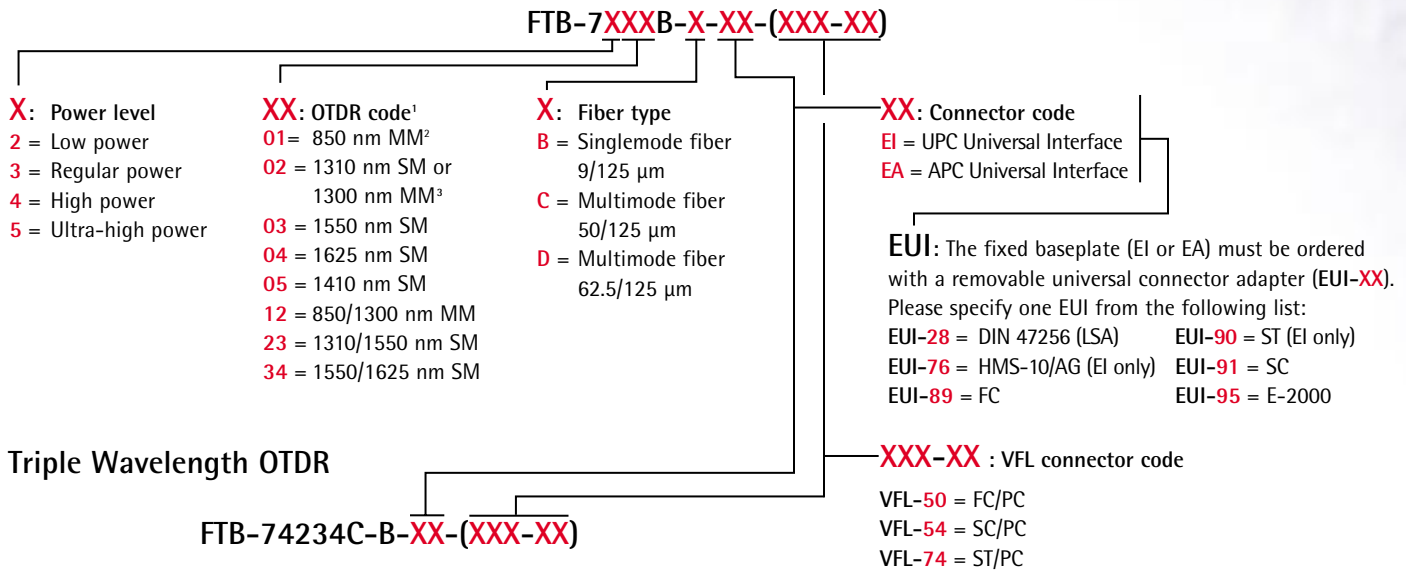 FTB-7XXXB-X-XX-(XXX-XX)
X: Power level
2 = Low power
3 = Regular power
4 = High power
5 = Ultra-high power
XX: OTDR code¹
01= 850 nm MM²
02 = 1310 nm SM or
1300 nm MM³
03 = 1550 nm SM
04 = 1625 nm SM
05 = 1410 nm SM
12 = 850/1300 nm MM
23 = 1310/1550 nm SM
34 = 1550/1625 nm SM
X: Fiber type
B = Singlemode fiber
9/125 µm
C = Multimode fiber
50/125 µm
D = Multimode fiber
62.5/125 µm
XX: Connector code
EI = UPC Universal Interface
EA = APC Universal Interface
EUI: The fixed baseplate (EI or EA) must be ordered
with a removable universal connector adapter (EUI-XX).
Please specify one EUI from the following list:
EUI-28 = DIN 47256 (LSA)
EUI-76 = HMS-10/AG (EI only)
EUI-89 = FC
EUI-90 = ST (EI only)
EUI-91 = SC
EUI-95 = E-2000
XXX-XX : VFL connector code
VFL-50 = FC/PC
VFL-54 = SC/PC
VFL-74 = ST/PC
Triple Wavelength OTDR
FTB-74234C-B-XX-(XXX-XX)